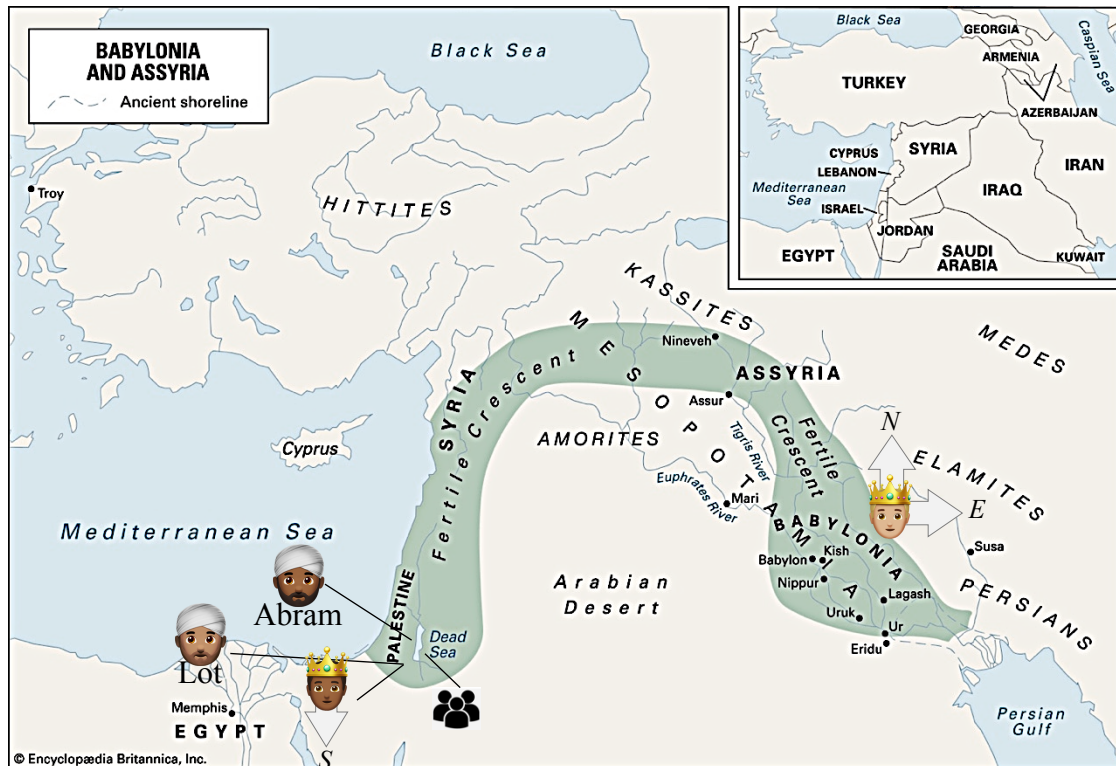 BABYLONIA
AND ASSYRIA
Ancient shoreline
Black Sea
Troy
HITTITES
Cyprus
Mediterranean Sea
SYRIA
Fertile Crescent
PALESTINE
Dead
Sea
Abram
Lot
Memphis
EGYPT
S
© Encyclopædia Britannica, Inc.
MESOPOTAMIA
KASSITES
Nineveh
ASSYRIA
Assur
MEDES
AMORITES
Tigris River
Euphrates River
Mari
Fertile
Crescent
N
E
ELAMITES
BABYLONIA
Babylon
Kish
Nippur
Lagash
Uruk
Ur
Eridu
Susa
PERSIANS
Arabian
Desert
Persian
Gulf
Black Sea
GEORGIA
Caspian Sea
ARMENIA
TURKEY
AZERBAIJAN
CYPRUS
SYRIA
LEBANON
IRAN
Mediterranean
Sea
IRAQ
ISRAEL
JORDAN
EGYPT
SAUDI
ARABIA
KUWAIT